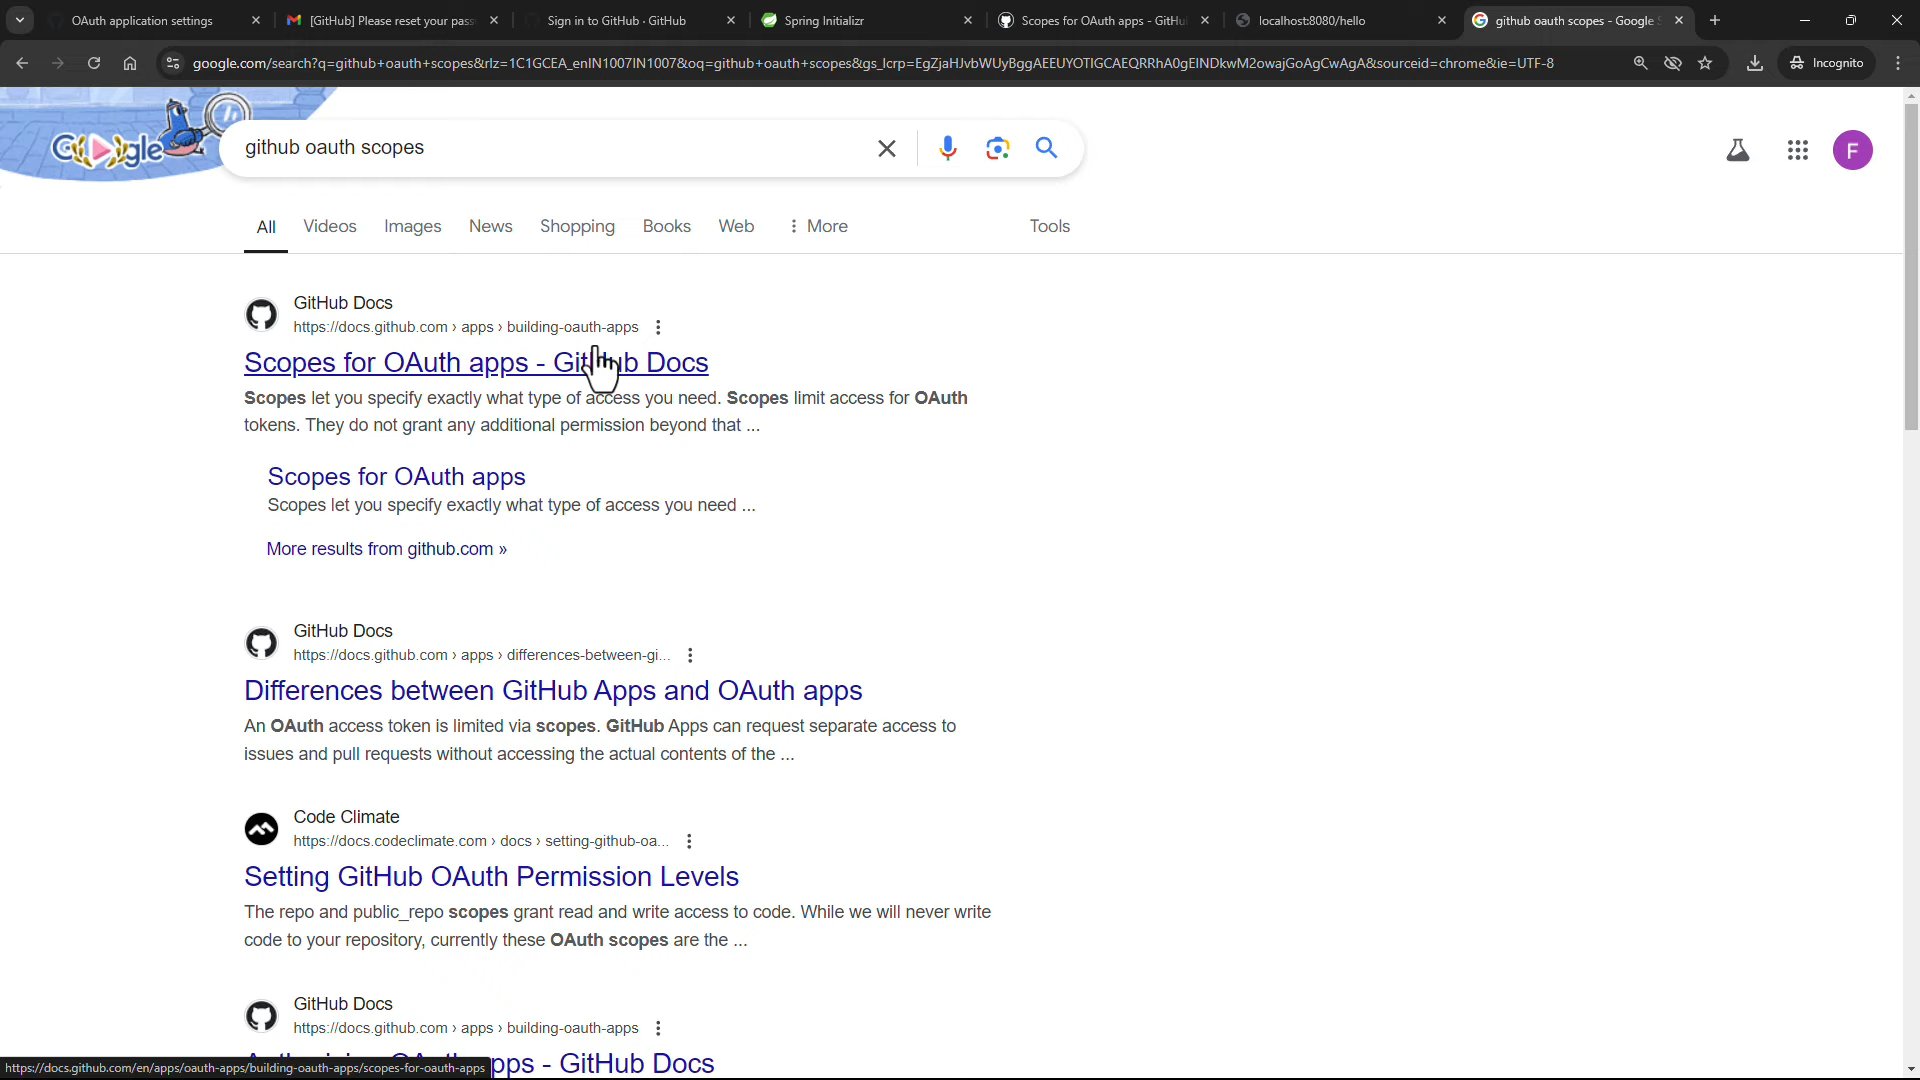 OAuth application settings
[GitHub] Please reset your pass
Sign in to GitHub · GitHub
Spring Initializr
Scopes for OAuth apps - GitHu
localhost:8080/hello
github oauth scopes - Google S
google.com/search?q=github+oauth+scopes&rlz=1C1GCEA_enIN1007IN1007&oq=github+oauth+scopes&gs_lcrp=EgZjaHJvbWUyBggAEEUYOTIGCAEQRRhA0gEINDkwM2owajGoAgCwAgA&sourceid=chrome&ie=UTF-8
Incognito
github oauth scopes
F
All
Videos
Images
News
Shopping
Books
Web
More
Tools
GitHub Docs
https://docs.github.com › apps › building-oauth-apps
Scopes for OAuth apps - GitHub Docs
Scopes let you specify exactly what type of access you need. Scopes limit access for OAuth
tokens. They do not grant any additional permission beyond that ...
Scopes for OAuth apps
Scopes let you specify exactly what type of access you need ...
More results from github.com »
GitHub Docs
https://docs.github.com › apps › differences-between-gi...
Differences between GitHub Apps and OAuth apps
An OAuth access token is limited via scopes. GitHub Apps can request separate access to
issues and pull requests without accessing the actual contents of the ...
Code Climate
https://docs.codeclimate.com › docs › setting-github-oa...
Setting GitHub OAuth Permission Levels
The repo and public_repo scopes grant read and write access to code. While we will never write
code to your repository, currently these OAuth scopes are the ...
GitHub Docs
https://docs.github.com › apps › building-oauth-apps
apps - GitHub Docs
https://docs.github.com/en/apps/oauth-apps/building-oauth-apps/scopes-for-oauth-apps